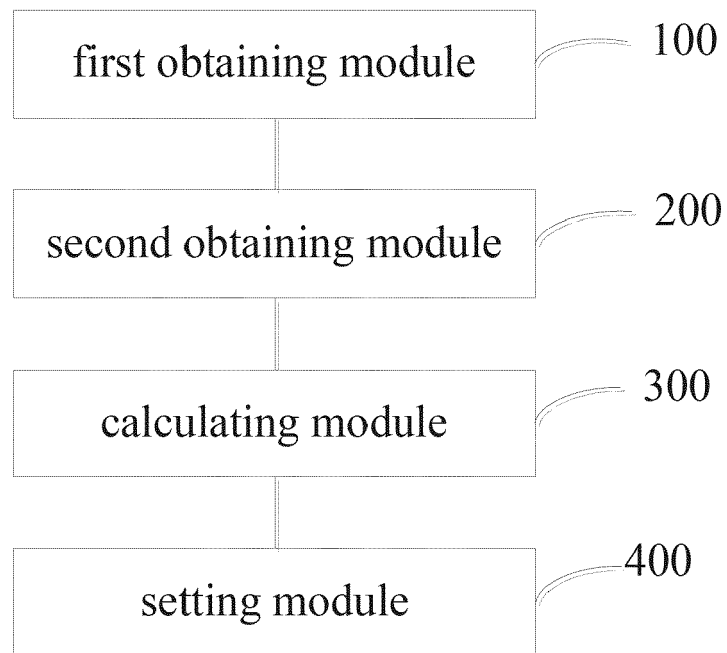 first obtaining module
100
second obtaining module
200
calculating module
300
setting module
400